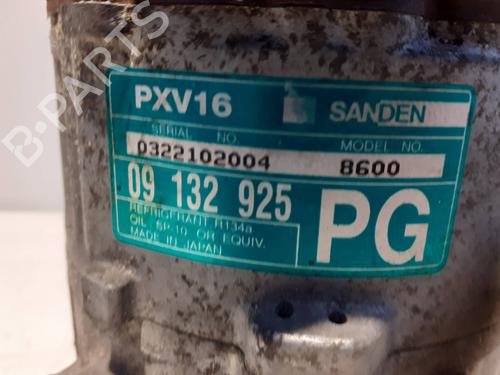 B-PARTS
PXV16 SANDEN
SERIAL NO. MODEL NO.
0322102004 8600
09 132 925 PG
REFRIGERANT R134a
OIL SP-10 OR EQUIV.
MADE IN JAPAN